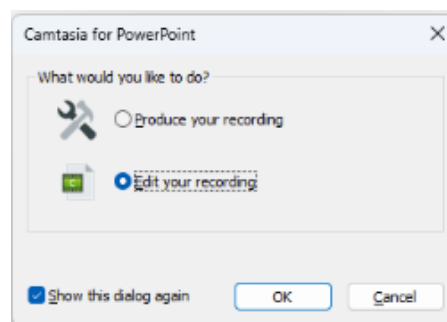 Camtasia for PowerPoint
What would you like to do?
Produce your recording
Edit your recording
Show this dialog again
OK
Cancel